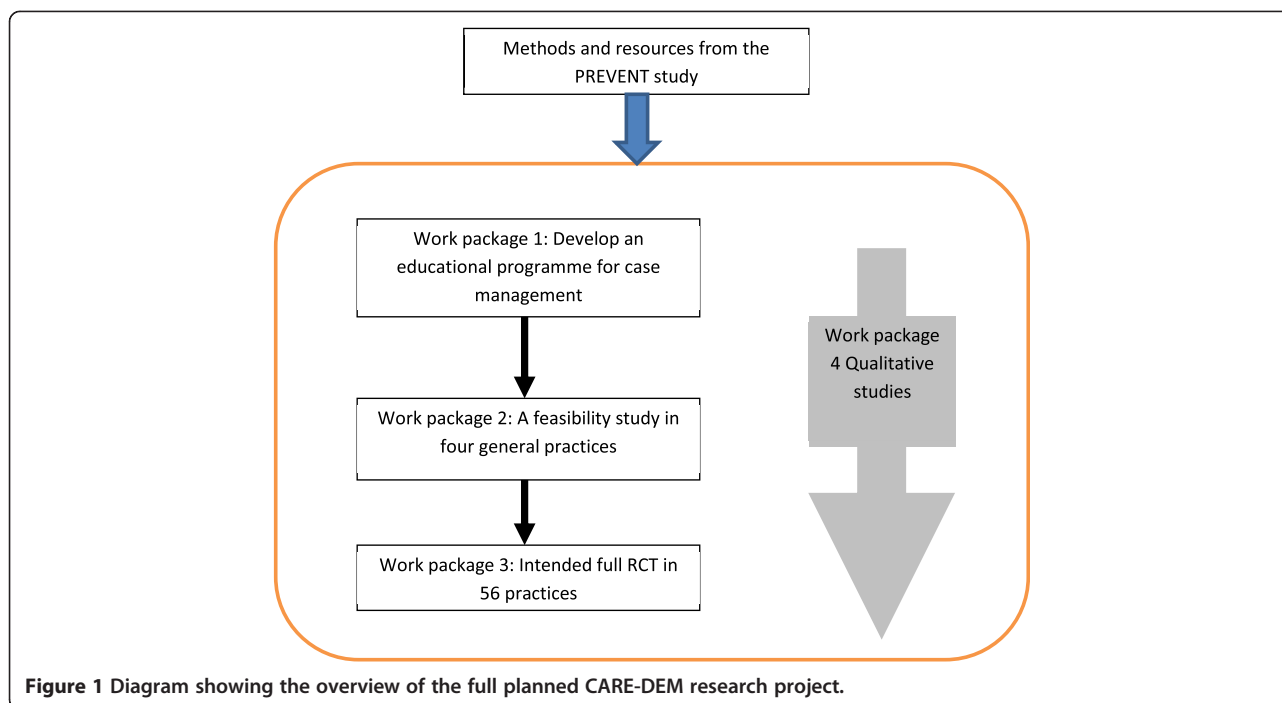 Methods and resources from the
PREVENT study
Work package 1: Develop an
educational programme for case
management
Work package 2: A feasibility study in
four general practices
Work package 3: Intended full RCT in
56 practices
Work package
4 Qualitative
studies
Figure 1 Diagram showing the overview of the full planned CARE-DEM research project.